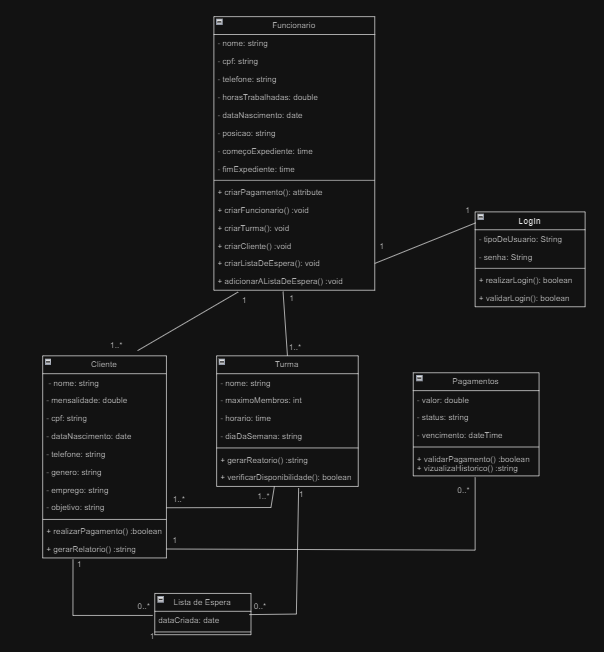 Funcionario
- nome: string
- cpf: string
- telefone: string
- horasTrabalhadas: double
- dataNascimento: date
- posicao: string
- começoExpediente: time
- fimExpediente: time
+ criarPagamento(): attribute
+ criarFuncionario() :void
+ criarTurma(): void
+ criarCliente() :void
+ criarListaDeEspera(): void
+ adicionarAListaDeEspera() :void
1
1
1
1
Login
- tipoDeUsuario: String
- senha: String
+ realizarLogin(): boolean
+ validarLogin(): boolean
1..*
1..*
Cliente
- nome: string
- mensalidade: double
- cpf: string
- dataNascimento: date
- telefone: string
- genero: string
- emprego: string
- objetivo: string
+ realizarPagamento() :boolean
+ gerarRelatorio() :string
Turma
- nome: string
- maximoMembros: int
- horario: time
- diaDaSemana: string
+ gerarReatorio() :string
+ verificarDisponibilidade(): boolean
Pagamentos
- valor: double
- status: string
- vencimento: dateTime
+ validarPagamento() :boolean
+ vizualizaHistorico() :string
1..*
1..*
1
0..*
1
1
0..*
0..*
Lista de Espera
dataCriada: date
1